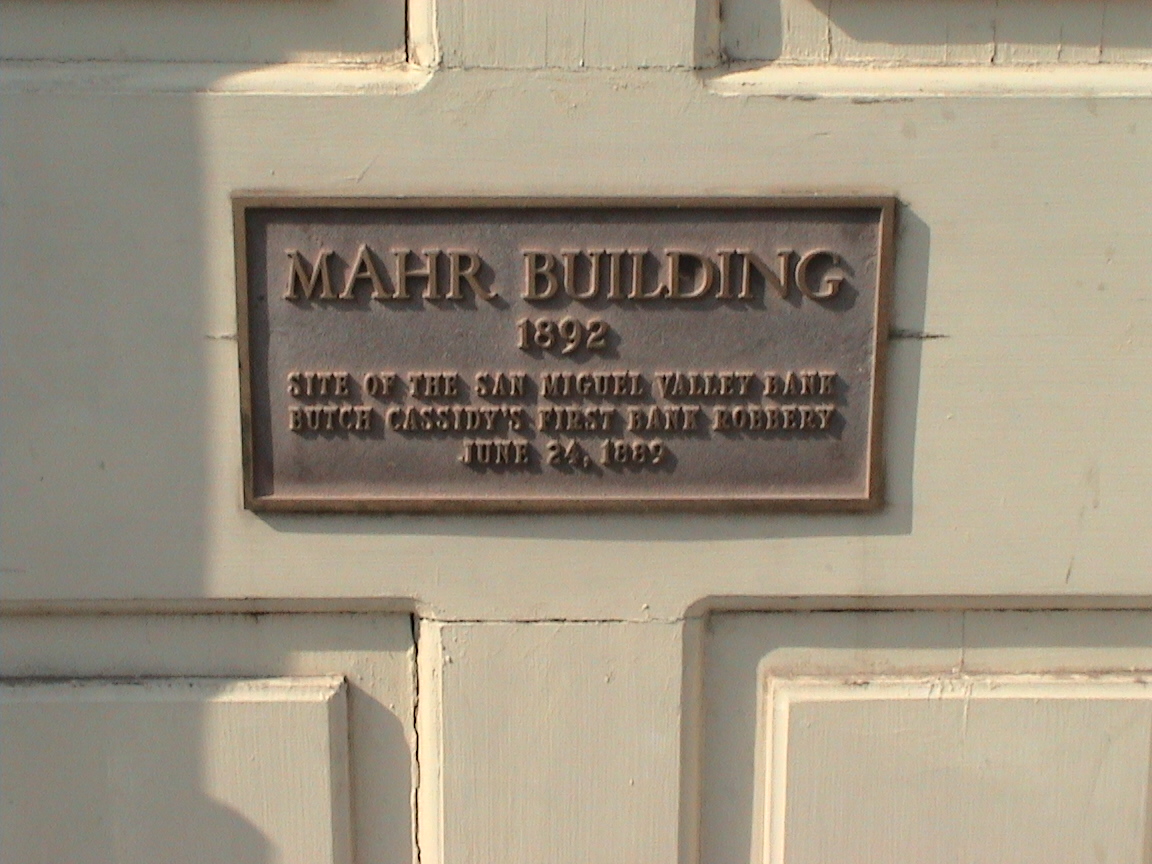 MAHR BUILDING
1892
SITE OF THE SAN MIGUEL VALLEY BANK
BUTCH CASSIDY'S FIRST BANK ROBBERY
JUNE 24, 1889